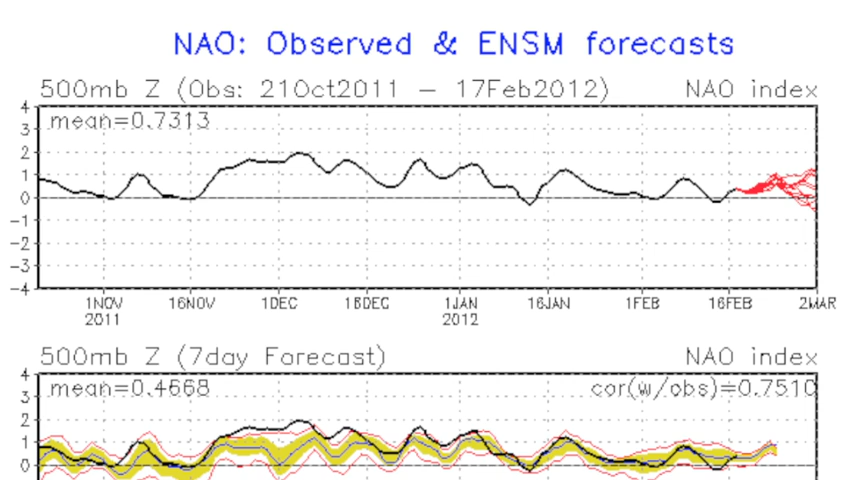 NAO: Observed & ENSM forecasts
500mb Z (Obs: 21Oct2011 – 17Feb2012) NAO index
mean=0.7313
4
3
2
1
0
-1
-2
-3
-4
1NOV 16NOV 1DEC 16DEC 1JAN 16JAN 1FEB 16FEB 2MAR
2011 2012
500mb Z (7day Forecast) NAO index
mean=0.4668 cor(w/obs)=0.7510
4
3
2
1
0